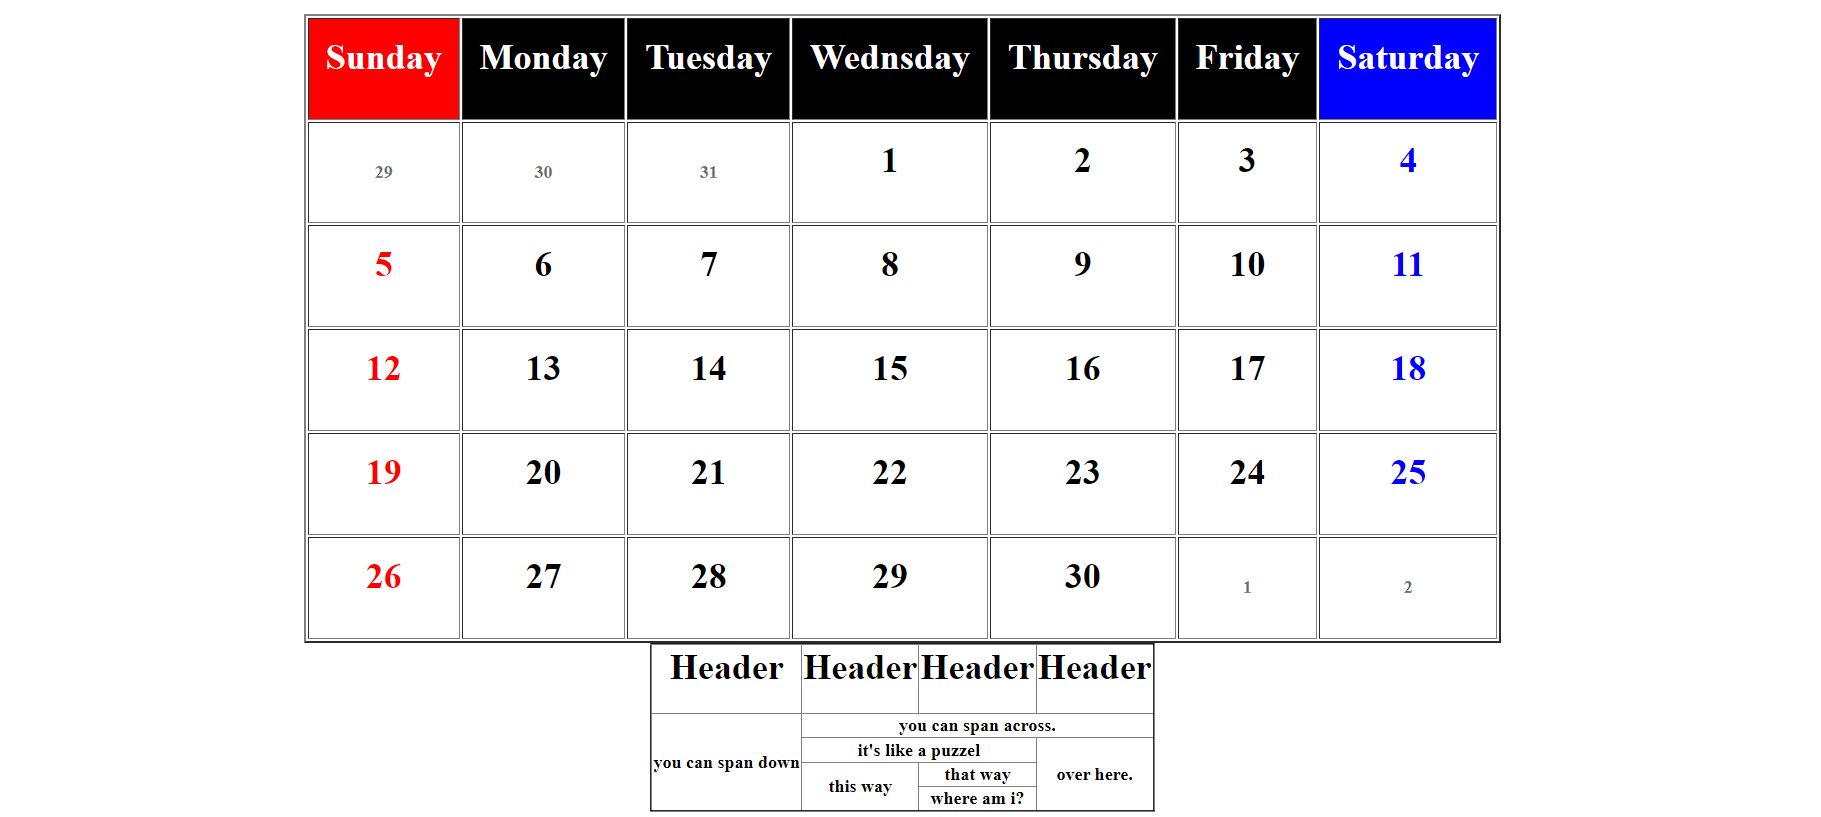 Sunday Monday Tuesday Wednsday Thursday Friday Saturday
29 30 31 1 2 3 4
5 6 7 8 9 10 11
12 13 14 15 16 17 18
19 20 21 22 23 24 25
26 27 28 29 30 1 2
Header Header Header Header
you can span across.
it's like a puzzel
you can span down
this way
that way
over here.
where am i?